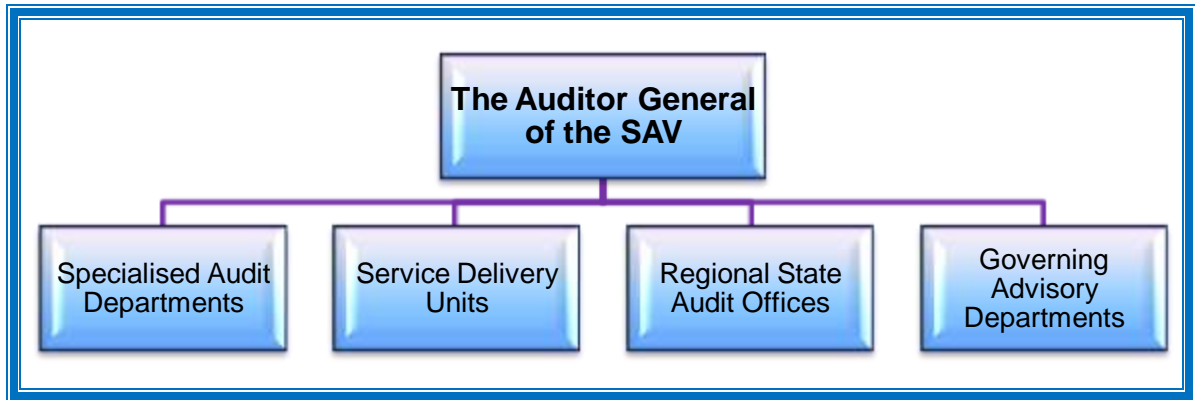 The Auditor General
of the SAV
Specialised Audit
Departments
Service Delivery
Units
Regional State
Audit Offices
Governing
Advisory
Departments